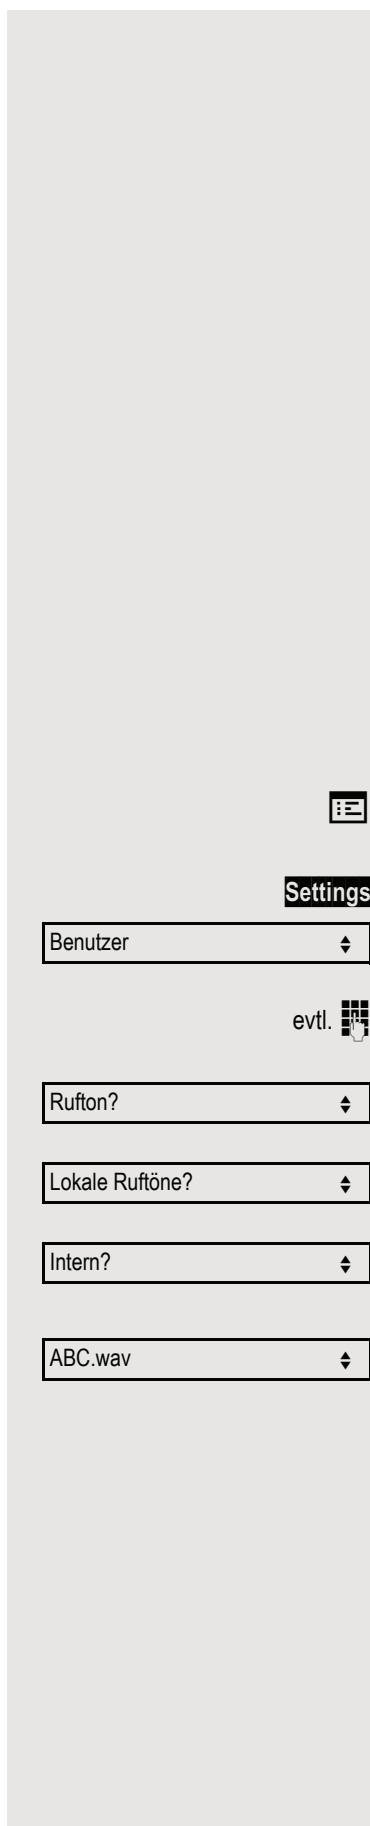 Settings
Benutzer
evtl.
Rufton?
Lokale Ruftöne?
Intern?
ABC.wav